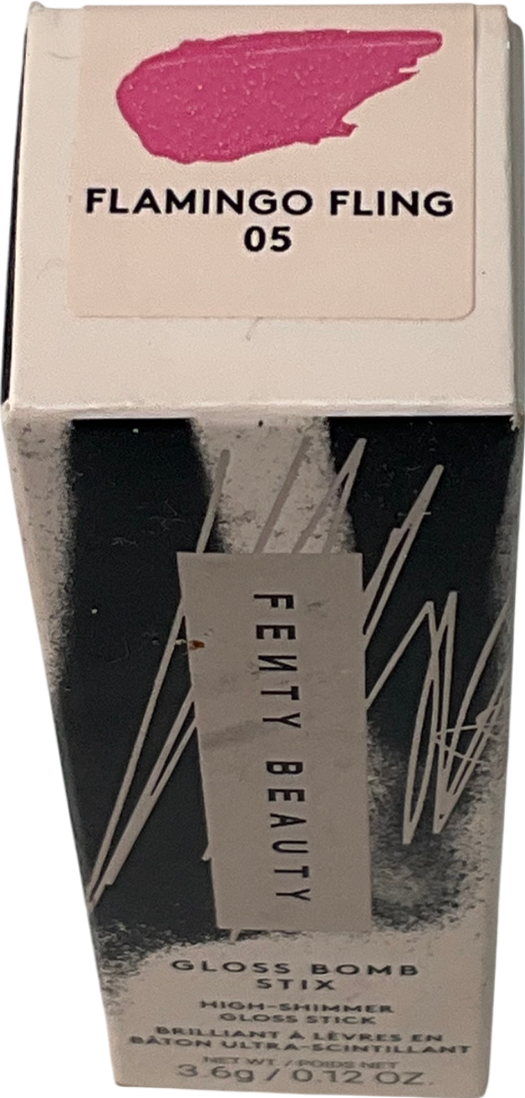 FLAMINGO FLING
05
FENTY BEAUTY
GLOSS BOMB
STIX
HIGH-SHIMMER
GLOSS STICK
BRILLIANT À LÈVRES EN
BÂTON ULTRA-SCINTILLANT
NET WT / POIDS NET
3.6g / 0.12 OZ.